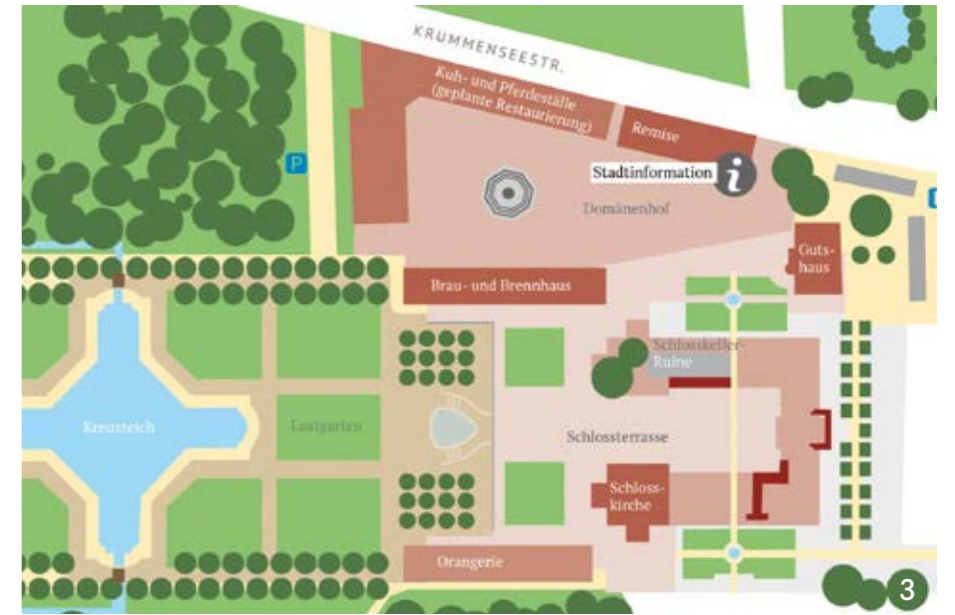 KRUMMENSEESTR.
Kuh- und Pferdeställe
(geplante Restaurierung)
Remise
P
Stadtinformation
i
Domänenhof
Guts-
haus
Brau- und Brennhaus
Schlosskeller-
Ruine
Kreuzteich
Lustgarten
Schlossterrasse
Schloss-
kirche
Orangerie
3